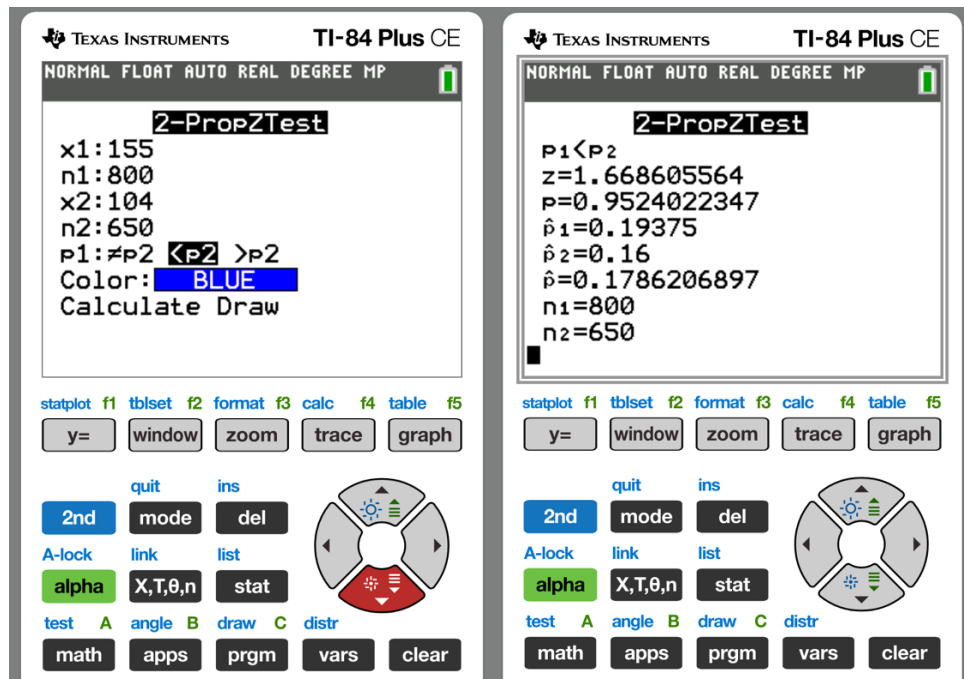 TEXAS INSTRUMENTS TI-84 Plus CE
NORMAL FLOAT AUTO REAL DEGREE MP
2-PropZTest
x1:155
n1:800
x2:104
n2:650
p1:≠p2 <p2 >p2
Color: BLUE
Calculate Draw
statplot f1 tblset f2 format f3 calc f4 table f5
y= window zoom trace graph
quit ins
2nd mode del
A-lock link list
alpha X,T,θ,n stat
test A angle B draw C distr
math apps prgm vars clear
TEXAS INSTRUMENTS TI-84 Plus CE
NORMAL FLOAT AUTO REAL DEGREE MP
2-PropZTest
p₁<p₂
z=1.668605564
p=0.9524022347
p̂₁=0.19375
p̂₂=0.16
p̂=0.1786206897
n₁=800
n₂=650
statplot f1 tblset f2 format f3 calc f4 table f5
y= window zoom trace graph
quit ins
2nd mode del
A-lock link list
alpha X,T,θ,n stat
test A angle B draw C distr
math apps prgm vars clear